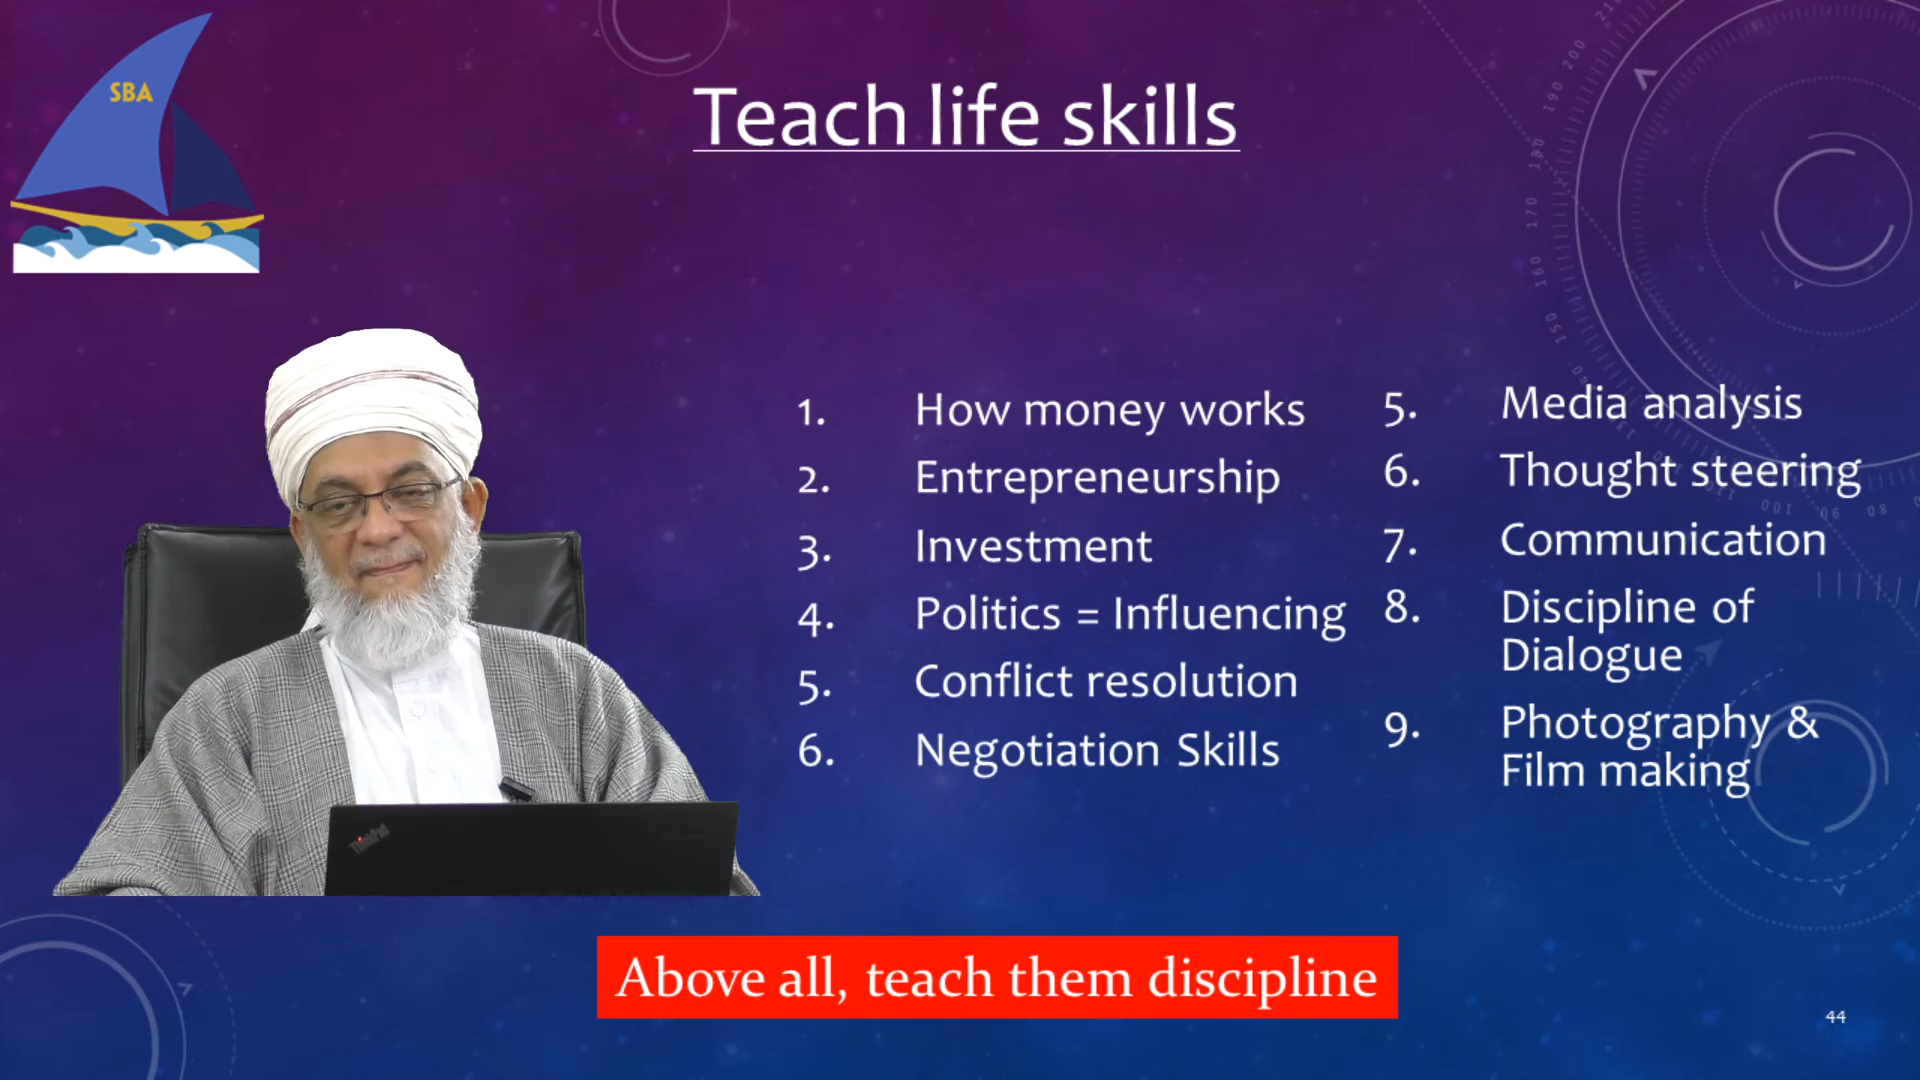 SBA
Teach life skills
1. How money works
2. Entrepreneurship
3. Investment
4. Politics = Influencing
5. Conflict resolution
6. Negotiation Skills
5. Media analysis
6. Thought steering
7. Communication
8. Discipline of
Dialogue
9. Photography &
Film making
ThinkPad
Above all, teach them discipline
44